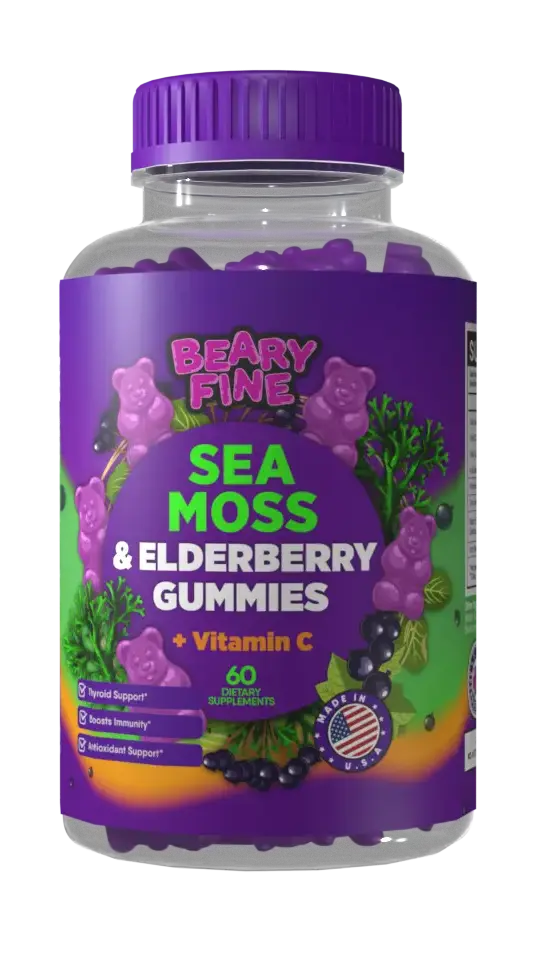 BEARY
FINE
SEA
MOSS
& ELDERBERRY
GUMMIES
+ Vitamin C
60
DIETARY
SUPPLEMENTS
Thyroid Support*
Boosts Immunity*
Antioxidant Support*
MADE IN
U.S.A